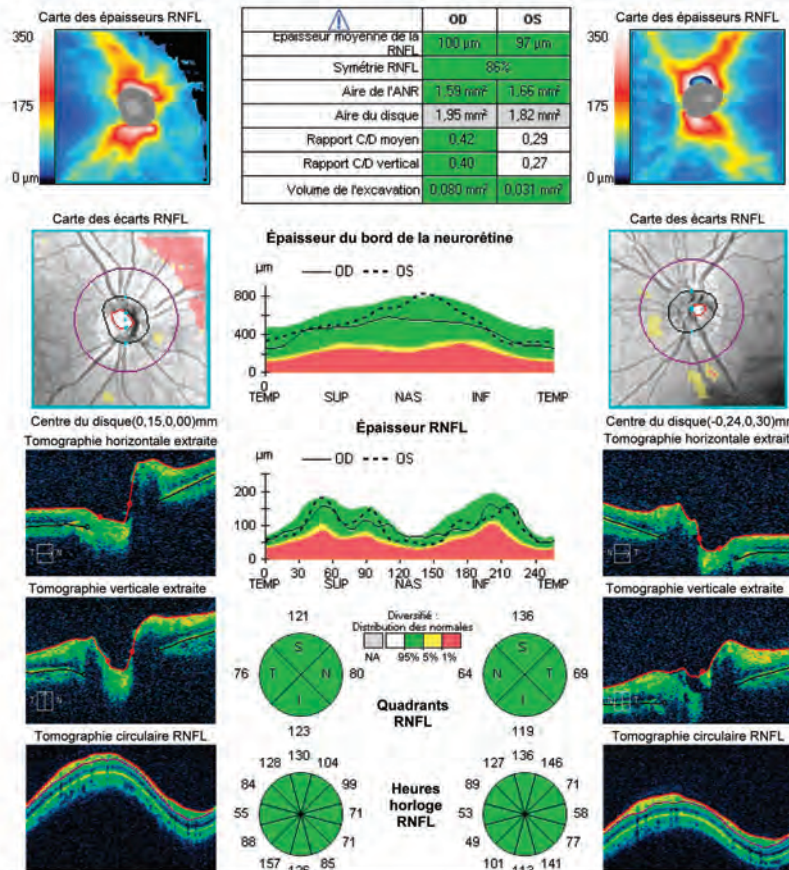 Carte des épaisseurs RNFL
350
175
0 µm
OD OS
Epaisseur moyenne de la RNFL 100 µm 97 µm
Symétrie RNFL 86%
Aire de l'ANR 1,59 mm² 1,66 mm²
Aire du disque 1,95 mm² 1,82 mm²
Rapport C/D moyen 0,42 0,29
Rapport C/D vertical 0,40 0,27
Volume de l'excavation 0,080 mm² 0,031 mm²
Carte des épaisseurs RNFL
350
175
0 µm
Carte des écarts RNFL
Centre du disque(0,15,0,00)mm
Épaisseur du bord de la neurorétine
µm OD OS
800
400
0
TEMP SUP NAS INF TEMP
Carte des écarts RNFL
Centre du disque(-0,24,0,30)mm
Tomographie horizontale extraite
T N
Épaisseur RNFL
µm OD OS
200
100
0
0 30 60 90 120 150 180 210 240
TEMP SUP NAS INF TEMP
Tomographie horizontale extrait
N T
Tomographie verticale extraite
Tomographie verticale extraite
Diversifié :
Distribution des normales
NA 95% 5% 1%
121
76 S T N I 80
123
Quadrants
RNFL
136
64 S N T I 69
119
Tomographie circulaire RNFL
Heures
horloge
RNFL
128 130 104
84 99
55 71
88 71
157 85
127 136 146
89 71
53 58
49 77
101 141
Tomographie circulaire RNFL